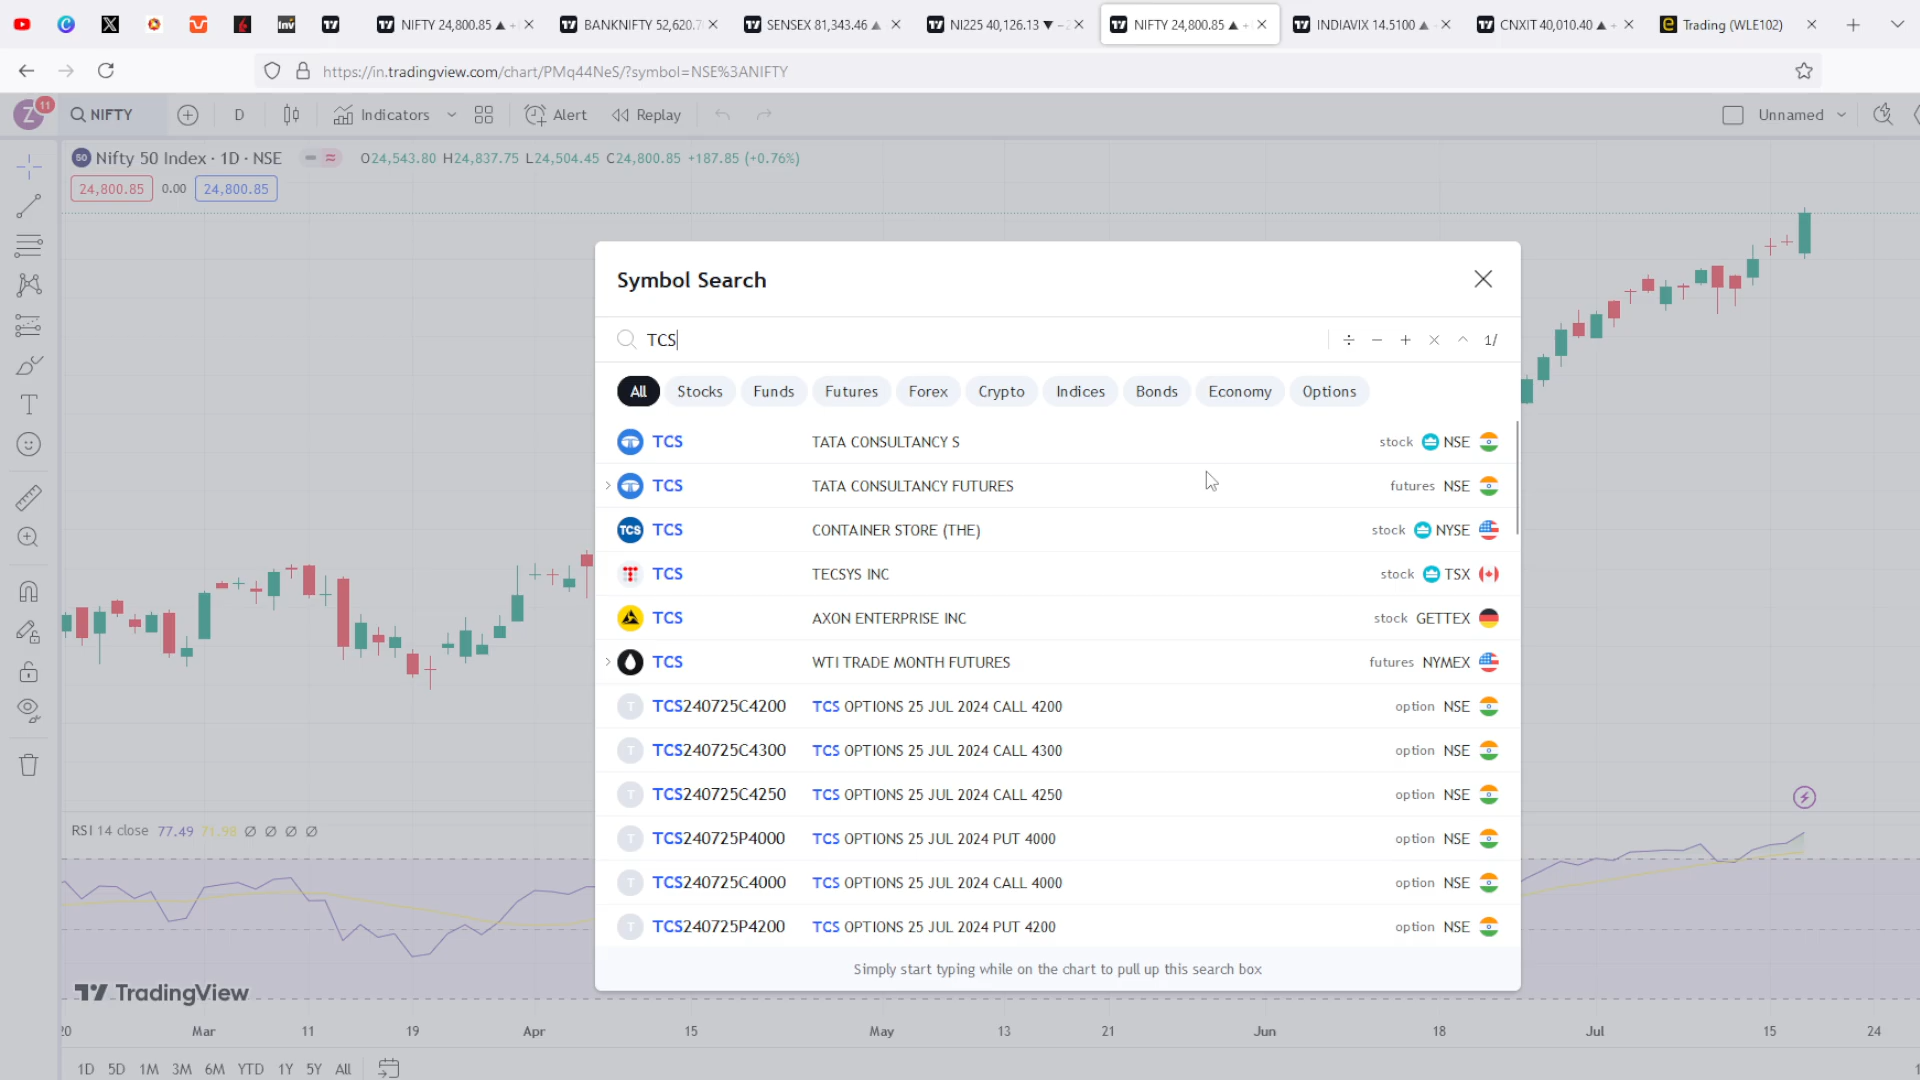 NIFTY 24,800.85 ▲ +
BANKNIFTY 52,620.7
SENSEX 81,343.46 ▲
NI225 40,126.13 ▼ −2
NIFTY 24,800.85 ▲ +
INDIAVIX 14.5100 ▲
CNXIT 40,010.40 ▲ +
Trading (WLE102)
https://in.tradingview.com/chart/PMq44NeS/?symbol=NSE%3ANIFTY
Z 11 NIFTY D Indicators Alert Replay Unnamed
50 Nifty 50 Index · 1D · NSE O24,543.80 H24,837.75 L24,504.45 C24,800.85 +187.85 (+0.76%)
24,800.85 0.00 24,800.85
Symbol Search
TCS 1/
All Stocks Funds Futures Forex Crypto Indices Bonds Economy Options
TCS TATA CONSULTANCY S stock NSE
TCS TATA CONSULTANCY FUTURES futures NSE
TCS TCS CONTAINER STORE (THE) stock NYSE
TCS TECSYS INC stock TSX
TCS AXON ENTERPRISE INC stock GETTEX
TCS WTI TRADE MONTH FUTURES futures NYMEX
T TCS240725C4200 TCS OPTIONS 25 JUL 2024 CALL 4200 option NSE
T TCS240725C4300 TCS OPTIONS 25 JUL 2024 CALL 4300 option NSE
T TCS240725C4250 TCS OPTIONS 25 JUL 2024 CALL 4250 option NSE
T TCS240725P4000 TCS OPTIONS 25 JUL 2024 PUT 4000 option NSE
T TCS240725C4000 TCS OPTIONS 25 JUL 2024 CALL 4000 option NSE
T TCS240725P4200 TCS OPTIONS 25 JUL 2024 PUT 4200 option NSE
Simply start typing while on the chart to pull up this search box
RSI 14 close 77.49 71.98 Ø Ø Ø Ø
TradingView
20 Mar 11 19 Apr 15 May 13 21 Jun 18 Jul 15 24
1D 5D 1M 3M 6M YTD 1Y 5Y All